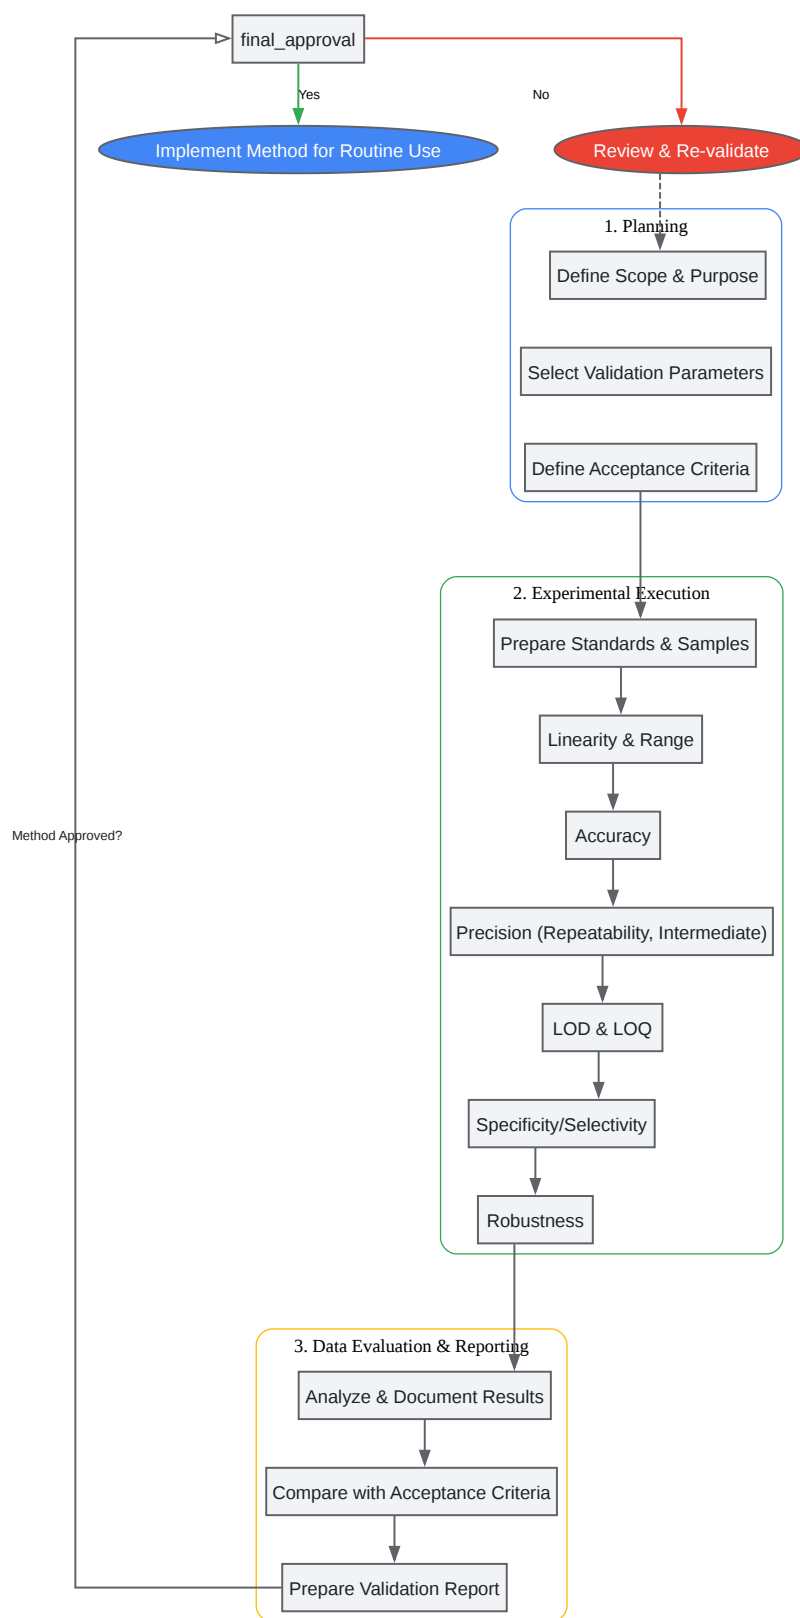 final_approval
Yes
No
Implement Method for Routine Use
Review & Re-validate
1. Planning
Define Scope & Purpose
Select Validation Parameters
Define Acceptance Criteria
2. Experimental Execution
Prepare Standards & Samples
Linearity & Range
Method Approved?
Accuracy
Precision (Repeatability, Intermediate)
LOD & LOQ
Specificity/Selectivity
Robustness
3. Data Evaluation & Reporting
Analyze & Document Results
Compare with Acceptance Criteria
Prepare Validation Report